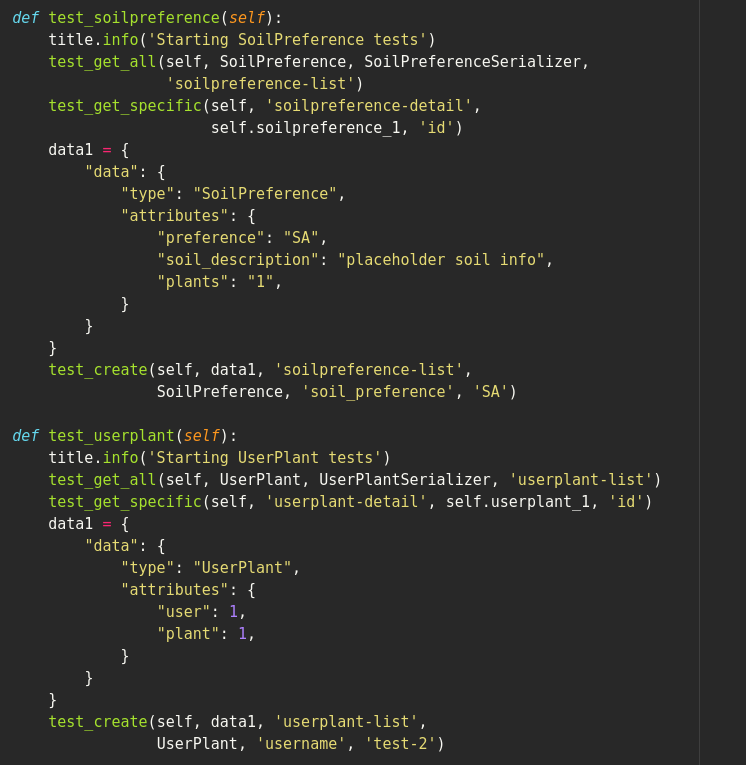 def test_soilpreference(self):
    title.info('Starting SoilPreference tests')
    test_get_all(self, SoilPreference, SoilPreferenceSerializer,
                 'soilpreference-list')
    test_get_specific(self, 'soilpreference-detail',
                      self.soilpreference_1, 'id')
    data1 = {
        "data": {
            "type": "SoilPreference",
            "attributes": {
                "preference": "SA",
                "soil_description": "placeholder soil info",
                "plants": "1",
            }
        }
    }
    test_create(self, data1, 'soilpreference-list',
                SoilPreference, 'soil_preference', 'SA')

def test_userplant(self):
    title.info('Starting UserPlant tests')
    test_get_all(self, UserPlant, UserPlantSerializer, 'userplant-list')
    test_get_specific(self, 'userplant-detail', self.userplant_1, 'id')
    data1 = {
        "data": {
            "type": "UserPlant",
            "attributes": {
                "user": 1,
                "plant": 1,
            }
        }
    }
    test_create(self, data1, 'userplant-list',
                UserPlant, 'username', 'test-2')